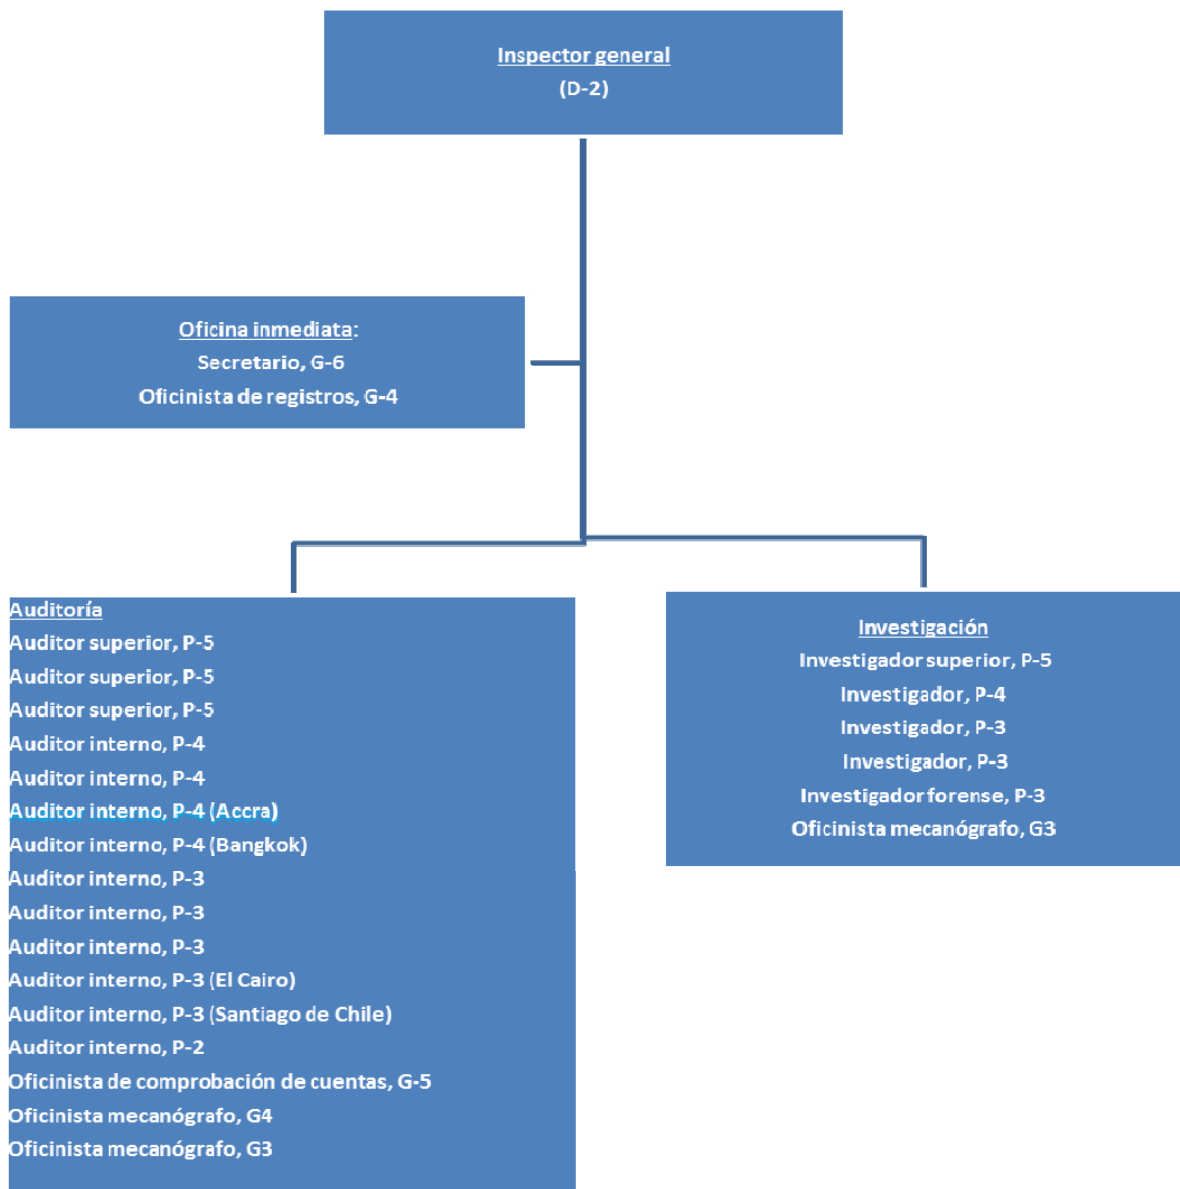 Inspector general
(D-2)
Oficina inmediata:
Secretario, G-6
Oficinista de registros, G-4
Auditoría
Auditor superior, P-5
Auditor superior, P-5
Auditor superior, P-5
Auditor interno, P-4
Auditor interno, P-4
Auditor interno, P-4 (Accra)
Auditor interno, P-4 (Bangkok)
Auditor interno, P-3
Auditor interno, P-3
Auditor interno, P-3
Auditor interno, P-3 (El Cairo)
Auditor interno, P-3 (Santiago de Chile)
Auditor interno, P-2
Oficinista de comprobación de cuentas, G-5
Oficinista mecanógrafo, G4
Oficinista mecanógrafo, G3
Investigación
Investigador superior, P-5
Investigador, P-4
Investigador, P-3
Investigador, P-3
Investigador forense, P-3
Oficinista mecanógrafo, G3